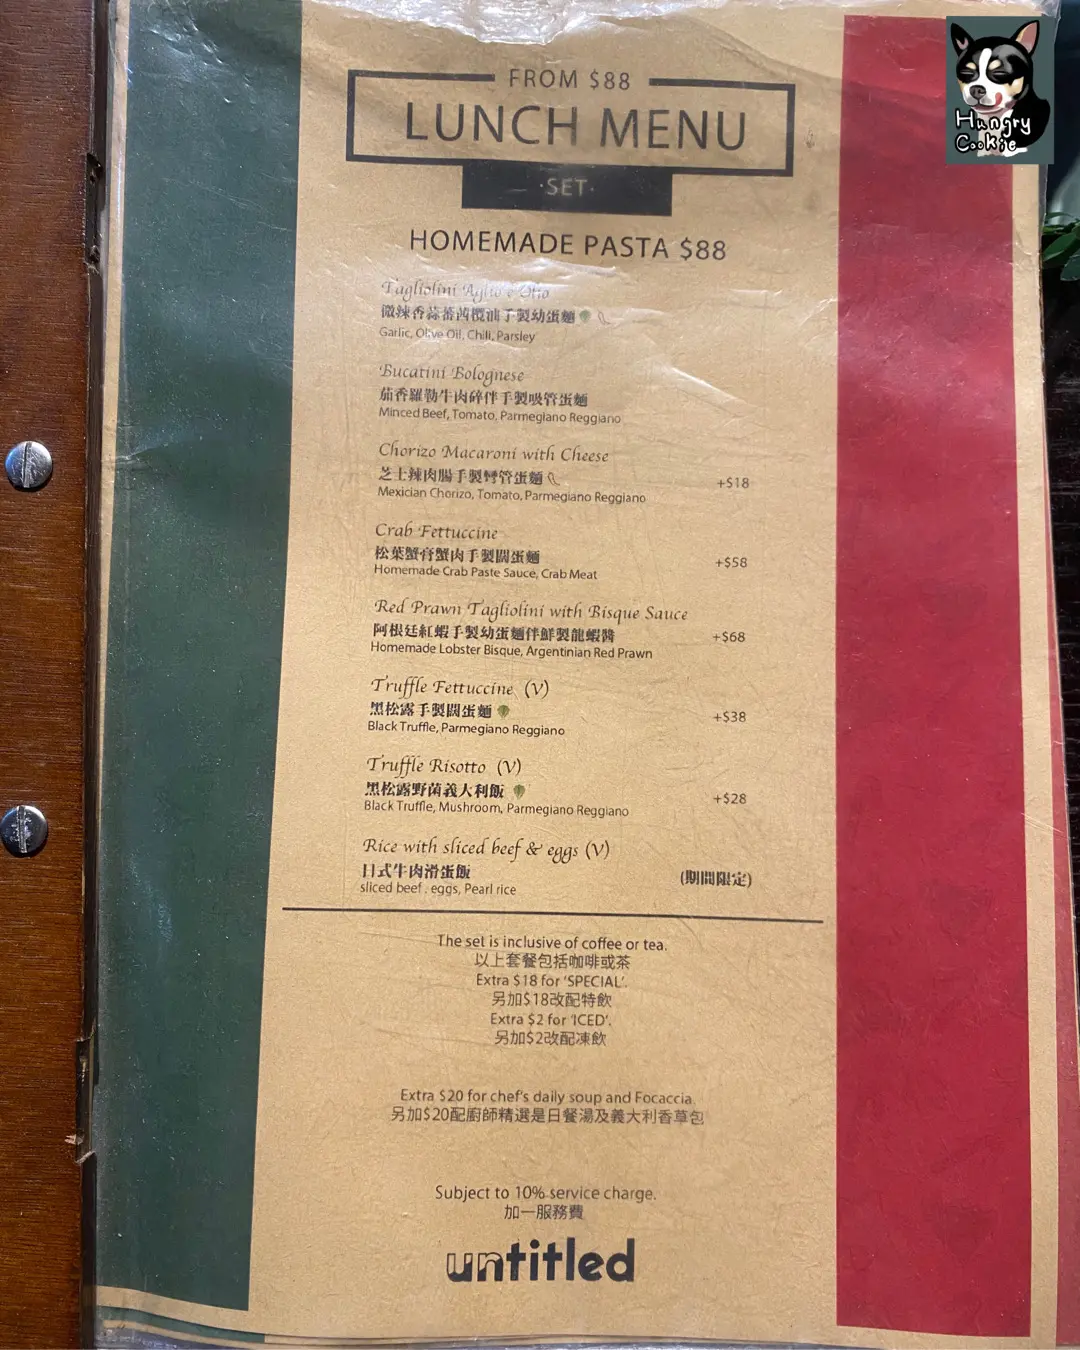 Hungry
Cookie
FROM $88
LUNCH MENU
·SET·
HOMEMADE PASTA $88
Tagliolini Aglio e Olio
微辣香蒜蕃茜欖油手製幼蛋麵
Garlic, Olive Oil, Chili, Parsley
Bucatini Bolognese
茄香羅勒牛肉碎伴手製吸管蛋麵
Minced Beef, Tomato, Parmegiano Reggiano
Chorizo Macaroni with Cheese
芝士辣肉腸手製彎管蛋麵
+$18
Mexician Chorizo, Tomato, Parmegiano Reggiano
Crab Fettuccine
松葉蟹膏蟹肉手製闊蛋麵
+$58
Homemade Crab Paste Sauce, Crab Meat
Red Prawn Tagliolini with Bisque Sauce
阿根廷紅蝦手製幼蛋麵伴鮮製龍蝦醬
+$68
Homemade Lobster Bisque, Argentinian Red Prawn
Truffle Fettuccine (V)
黑松露手製闊蛋麵
+$38
Black Truffle, Parmegiano Reggiano
Truffle Risotto (V)
黑松露野菌義大利飯
+$28
Black Truffle, Mushroom, Parmegiano Reggiano
Rice with sliced beef & eggs (V)
日式牛肉滑蛋飯
(期間限定)
sliced beef . eggs, Pearl rice
The set is inclusive of coffee or tea.
以上套餐包括咖啡或茶
Extra $18 for 'SPECIAL'.
另加$18改配特飲
Extra $2 for 'ICED'.
另加$2改配凍飲
Extra $20 for chef's daily soup and Focaccia.
另加$20配廚師精選是日餐湯及義大利香草包
Subject to 10% service charge.
加一服務費
untitled